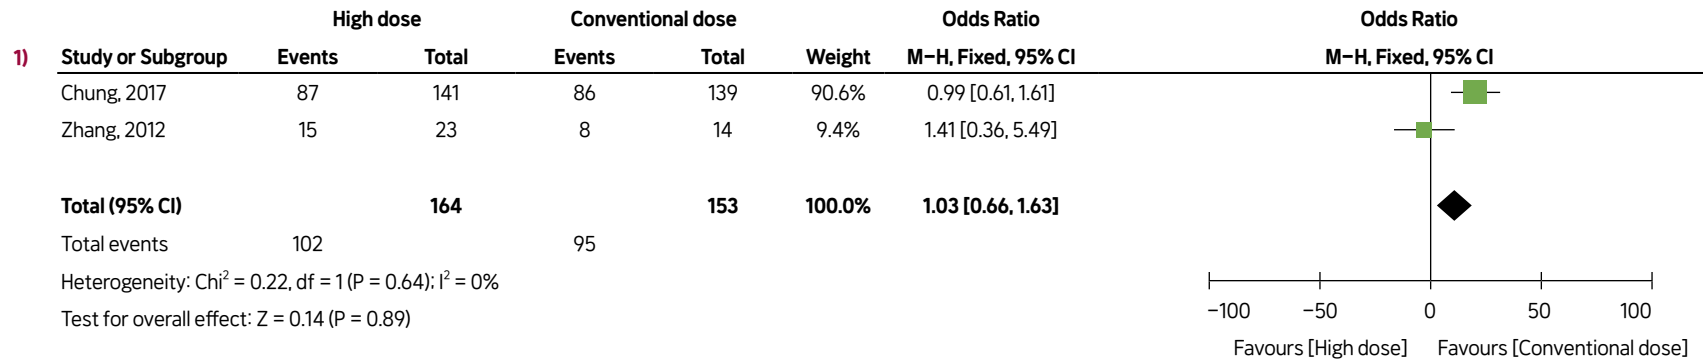 High dose Conventional dose Odds Ratio Odds Ratio
1) Study or Subgroup Events Total Events Total Weight M−H, Fixed, 95% CI M−H, Fixed, 95% CI
Chung, 2017 87 141 86 139 90.6% 0.99 [0.61, 1.61]
Zhang, 2012 15 23 8 14 9.4% 1.41 [0.36, 5.49]
Total (95% CI) 164 153 100.0% 1.03 [0.66, 1.63]
Total events 102 95
Heterogeneity: Chi² = 0.22, df = 1 (P = 0.64); I² = 0%
Test for overall effect: Z = 0.14 (P = 0.89)
−100 −50 0 50 100
Favours [High dose] Favours [Conventional dose]